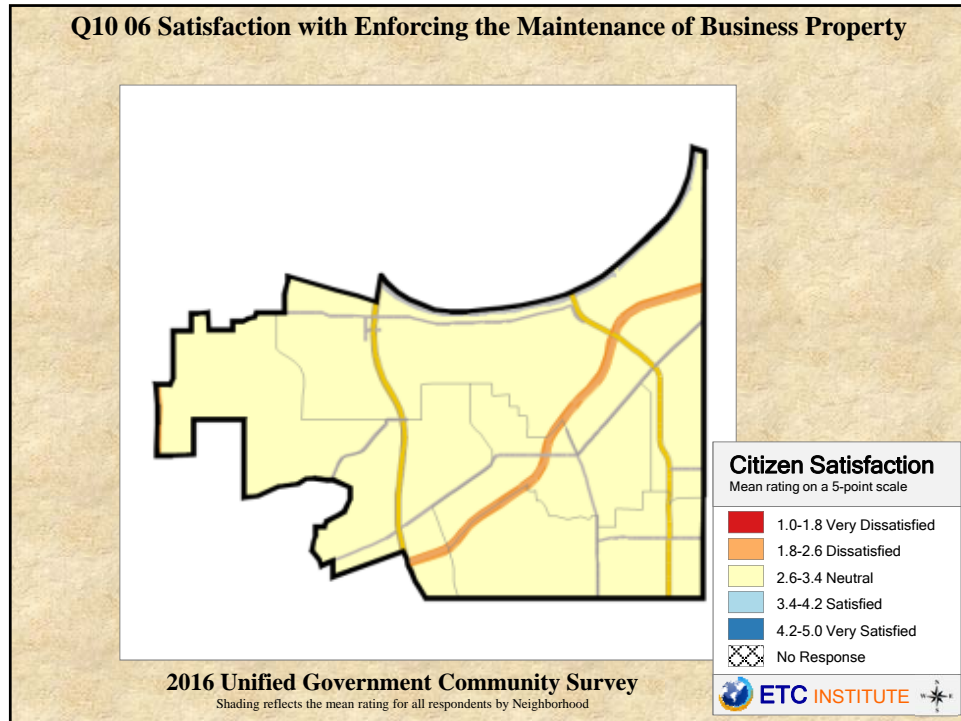 Q10 06 Satisfaction with Enforcing the Maintenance of Business Property
Citizen Satisfaction
Mean rating on a 5-point scale
1.0-1.8 Very Dissatisfied
1.8-2.6 Dissatisfied
2.6-3.4 Neutral
3.4-4.2 Satisfied
4.2-5.0 Very Satisfied
No Response
ETC INSTITUTE
N
W E
S
2016 Unified Government Community Survey
Shading reflects the mean rating for all respondents by Neighborhood